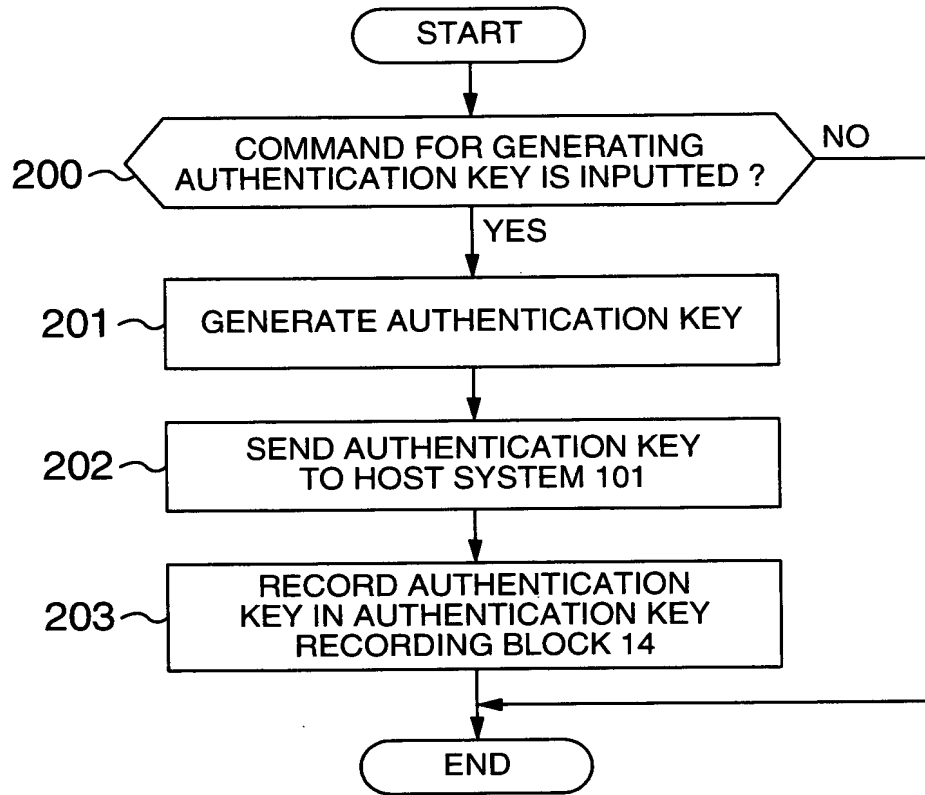 START
COMMAND FOR GENERATING
AUTHENTICATION KEY IS INPUTTED ?
NO
200
YES
201
GENERATE AUTHENTICATION KEY
202
SEND AUTHENTICATION KEY
TO HOST SYSTEM 101
203
RECORD AUTHENTICATION
KEY IN AUTHENTICATION KEY
RECORDING BLOCK 14
END